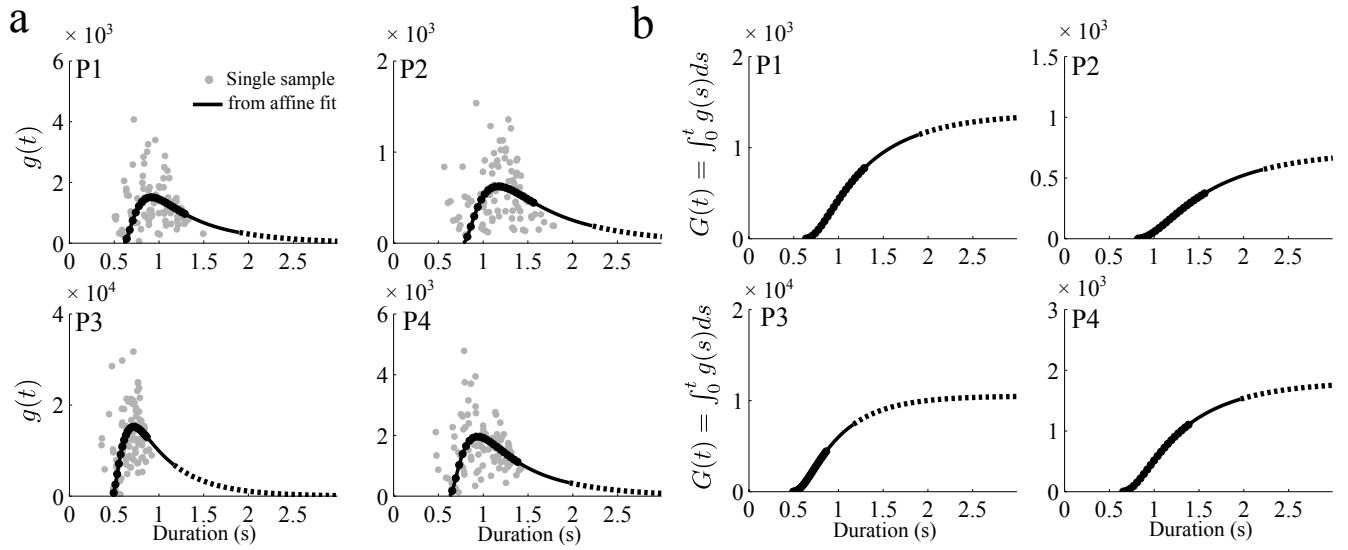 a
× 10³
6
4
2
0
P1
Single sample
from affine fit
g(t)
0 0.5 1 1.5 2 2.5
× 10³
2
1
0
P2
0 0.5 1 1.5 2 2.5
× 10⁴
4
2
0
P3
g(t)
0 0.5 1 1.5 2 2.5
Duration (s)
× 10³
6
4
2
0
P4
0 0.5 1 1.5 2 2.5
Duration (s)
b
× 10³
2
1
0
P1
G(t) = ∫₀ᵗ g(s)ds
0 0.5 1 1.5 2 2.5
× 10³
1.5
1
0.5
0
P2
0 0.5 1 1.5 2 2.5
× 10⁴
2
1
0
P3
G(t) = ∫₀ᵗ g(s)ds
0 0.5 1 1.5 2 2.5
Duration (s)
× 10³
3
2
1
0
P4
0 0.5 1 1.5 2 2.5
Duration (s)